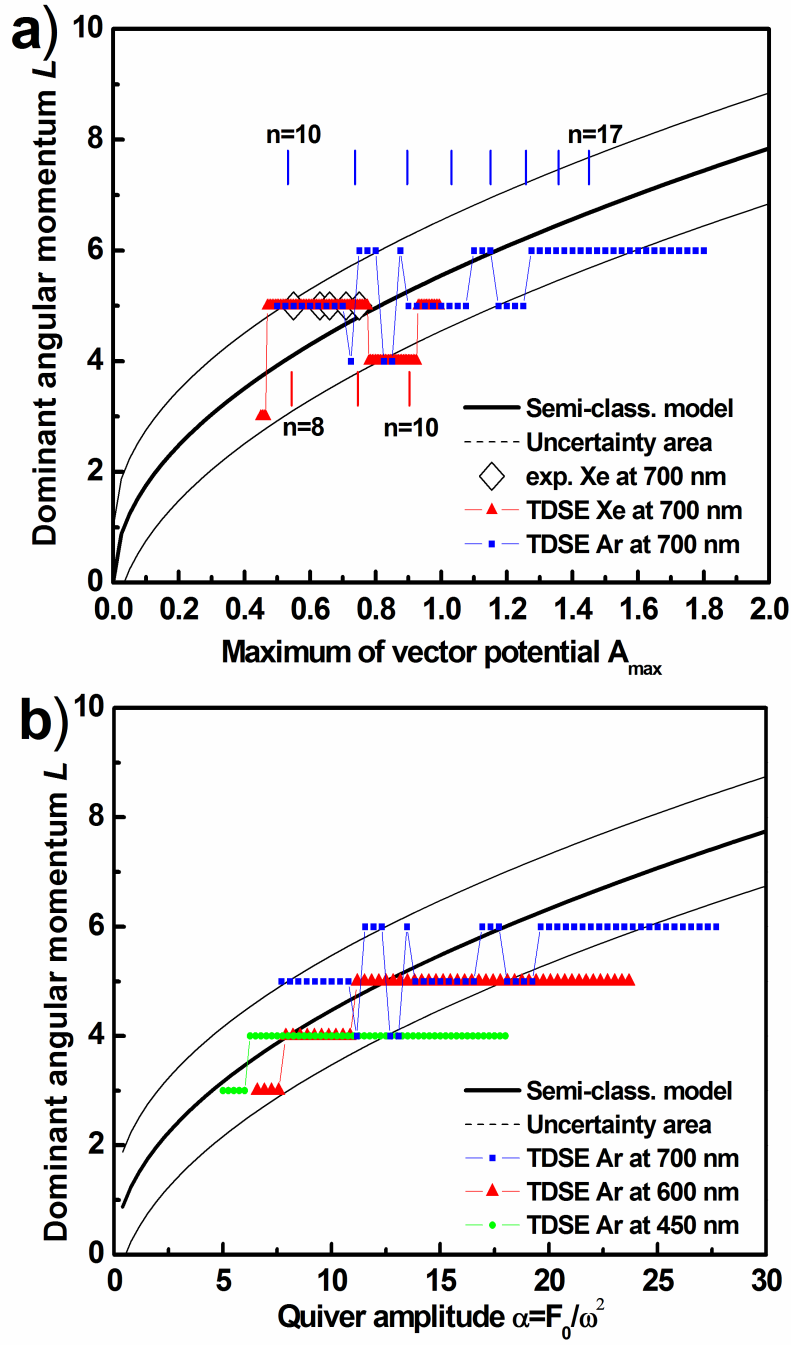 a)
Dominant angular momentum L
10
8
6
4
2
0
n=10
n=17
n=8
n=10
Semi-class. model
Uncertainty area
exp. Xe at 700 nm
TDSE Xe at 700 nm
TDSE Ar at 700 nm
0.0 0.2 0.4 0.6 0.8 1.0 1.2 1.4 1.6 1.8 2.0
Maximum of vector potential Amax
b)
Dominant angular momentum L
10
8
6
4
2
0
Semi-class. model
Uncertainty area
TDSE Ar at 700 nm
TDSE Ar at 600 nm
TDSE Ar at 450 nm
0 5 10 15 20 25 30
Quiver amplitude α=F₀/ω²